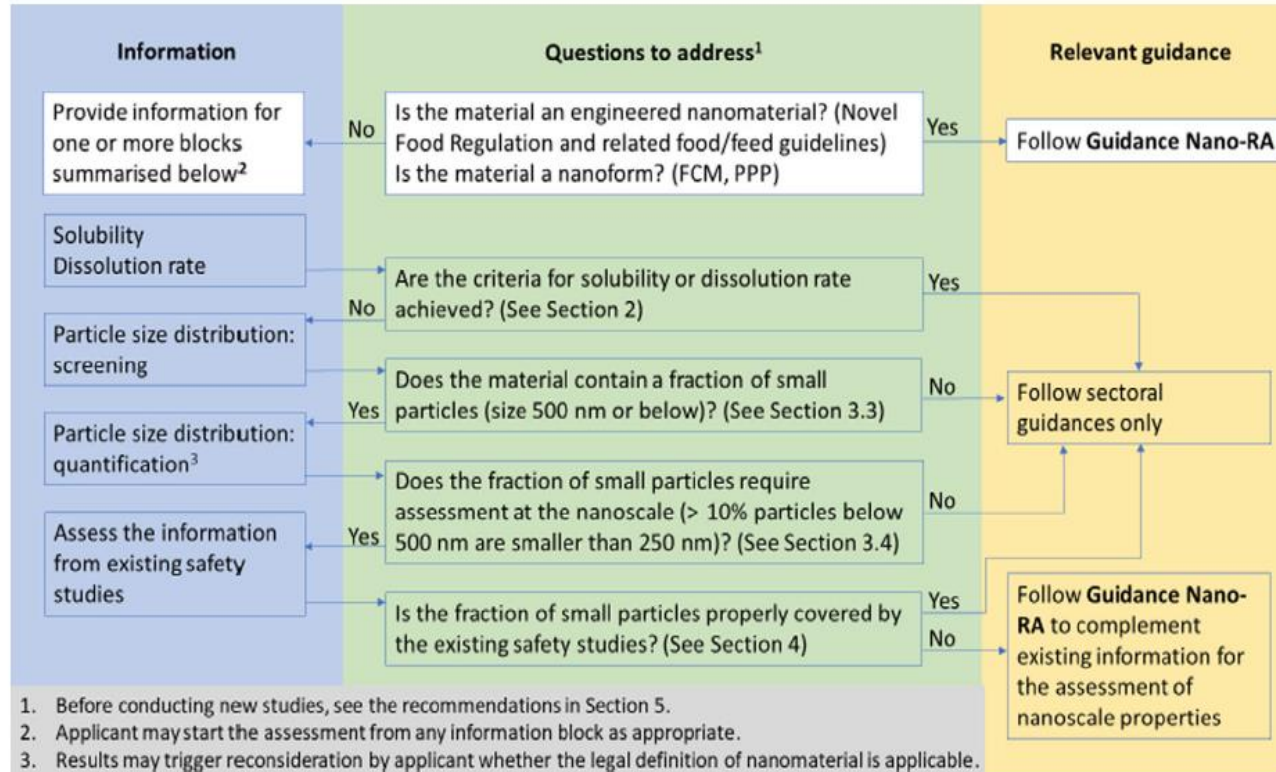 Information
Questions to address¹
Relevant guidance
Provide information for
one or more blocks
summarised below²
No
Is the material an engineered nanomaterial? (Novel
Food Regulation and related food/feed guidelines)
Is the material a nanoform? (FCM, PPP)
Yes
Follow Guidance Nano-RA
Solubility
Dissolution rate
Are the criteria for solubility or dissolution rate
achieved? (See Section 2)
Yes
No
Particle size distribution:
screening
Does the material contain a fraction of small
particles (size 500 nm or below)? (See Section 3.3)
No
Yes
Follow sectoral
guidances only
Particle size distribution:
quantification³
Does the fraction of small particles require
assessment at the nanoscale (> 10% particles below
500 nm are smaller than 250 nm)? (See Section 3.4)
No
Yes
Assess the information
from existing safety
studies
Is the fraction of small particles properly covered by
the existing safety studies? (See Section 4)
Yes
No
Follow Guidance Nano-
RA to complement
existing information for
the assessment of
nanoscale properties
1. Before conducting new studies, see the recommendations in Section 5.
2. Applicant may start the assessment from any information block as appropriate.
3. Results may trigger reconsideration by applicant whether the legal definition of nanomaterial is applicable.